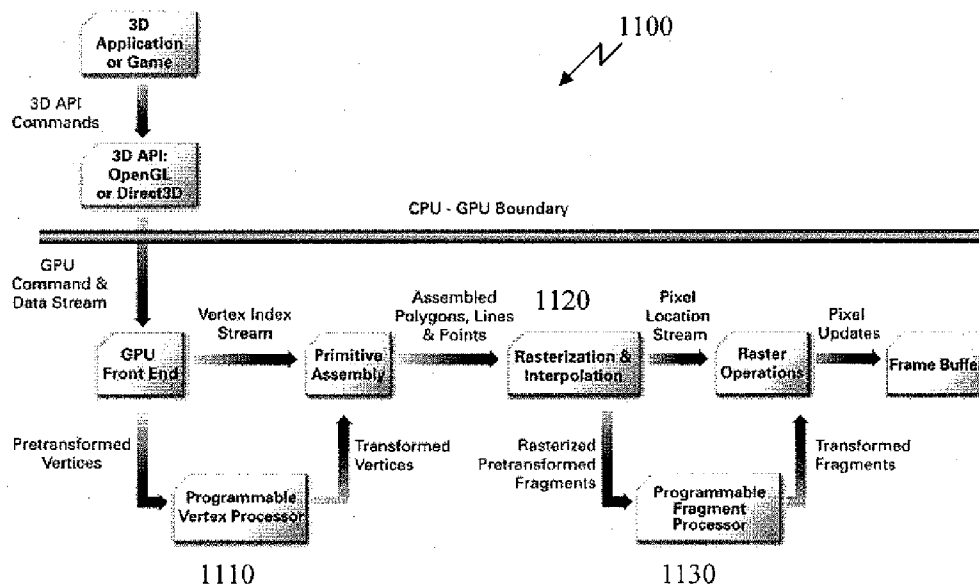 3D
Application
or Game
1100
3D API
Commands
3D API:
OpenGL
or Direct3D
CPU - GPU Boundary
GPU
Command &
Data Stream
Vertex Index
Stream
Assembled
Polygons, Lines
& Points
1120
Pixel
Location
Stream
Pixel
Updates
GPU
Front End
Primitive
Assembly
Rasterization &
Interpolation
Raster
Operations
Frame Buffe
Pretransformed
Vertices
Transformed
Vertices
Rasterized
Pretransformed
Fragments
Transformed
Fragments
Programmable
Vertex Processor
Programmable
Fragment
Processor
1110
1130